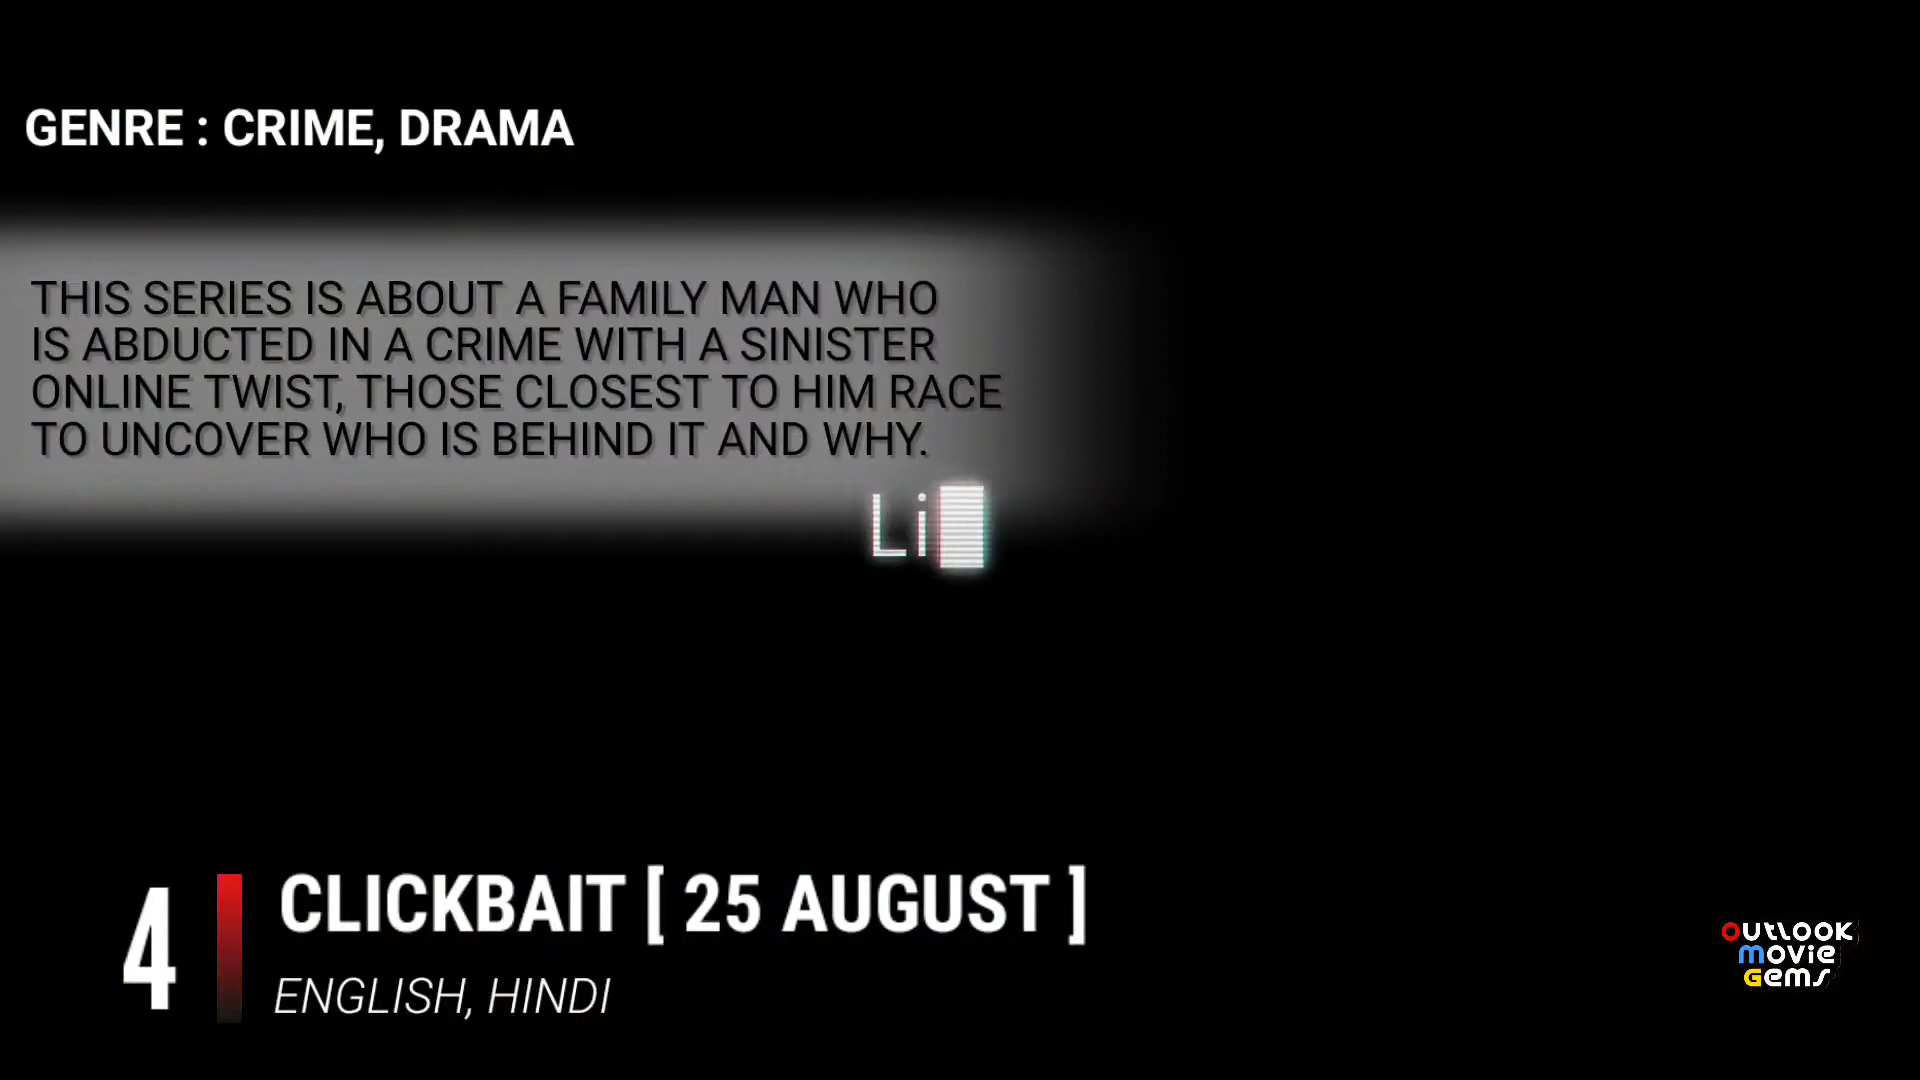 GENRE : CRIME, DRAMA
THIS SERIES IS ABOUT A FAMILY MAN WHO
IS ABDUCTED IN A CRIME WITH A SINISTER
ONLINE TWIST, THOSE CLOSEST TO HIM RACE
TO UNCOVER WHO IS BEHIND IT AND WHY.
Li
4
CLICKBAIT [ 25 AUGUST ]
ENGLISH, HINDI
OUTLOOK
MOVIE
GEMS